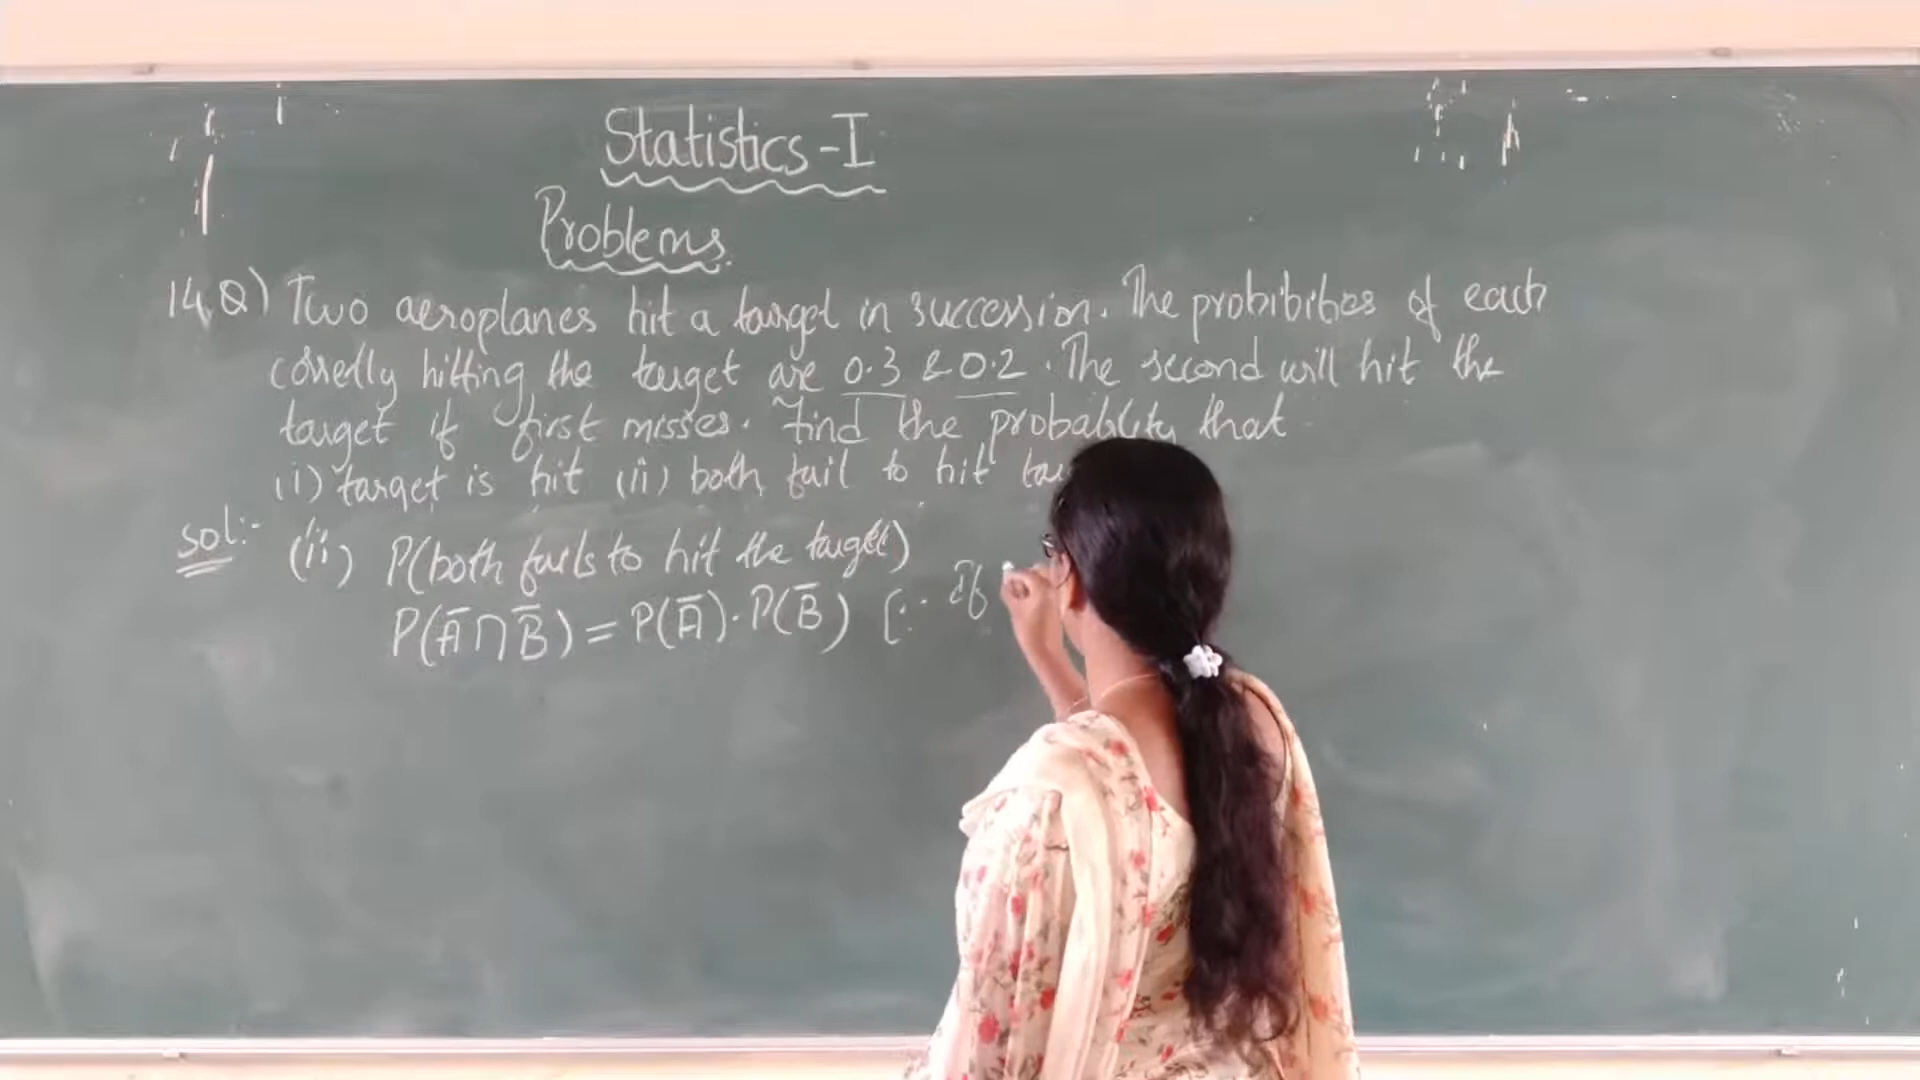 Statistics-I
Problems.
14.Q) Two aeroplanes hit a target in succession. The probibities of each
correctly hitting the target are 0.3 & 0.2. The second will hit the
target if first misses. Find the probability that
(i) target is hit (ii) both fail to hit
Sol:- (ii) P(both fails to hit the target)
P(A̅∩B̅) = P(A̅).P(B̅) [∵ If